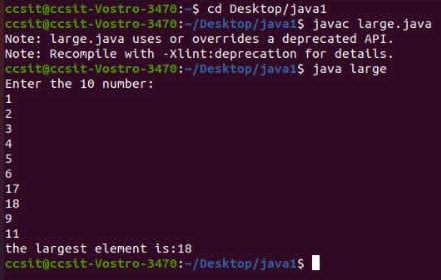 ccsit@ccsit-Vostro-3470:~$ cd Desktop/java1
ccsit@ccsit-Vostro-3470:~/Desktop/java1$ javac large.java
Note: large.java uses or overrides a deprecated API.
Note: Recompile with -Xlint:deprecation for details.
ccsit@ccsit-Vostro-3470:~/Desktop/java1$ java large
Enter the 10 number:
1
2
3
4
5
6
17
18
9
11
the largest element is:18
ccsit@ccsit-Vostro-3470:~/Desktop/java1$